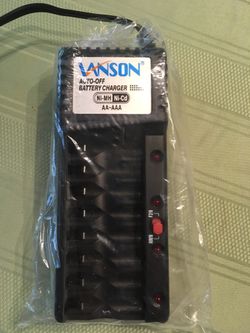 VANSON
AUTO-OFF
BATTERY CHARGER
Ni-MH Ni-Cd
AA-AAA